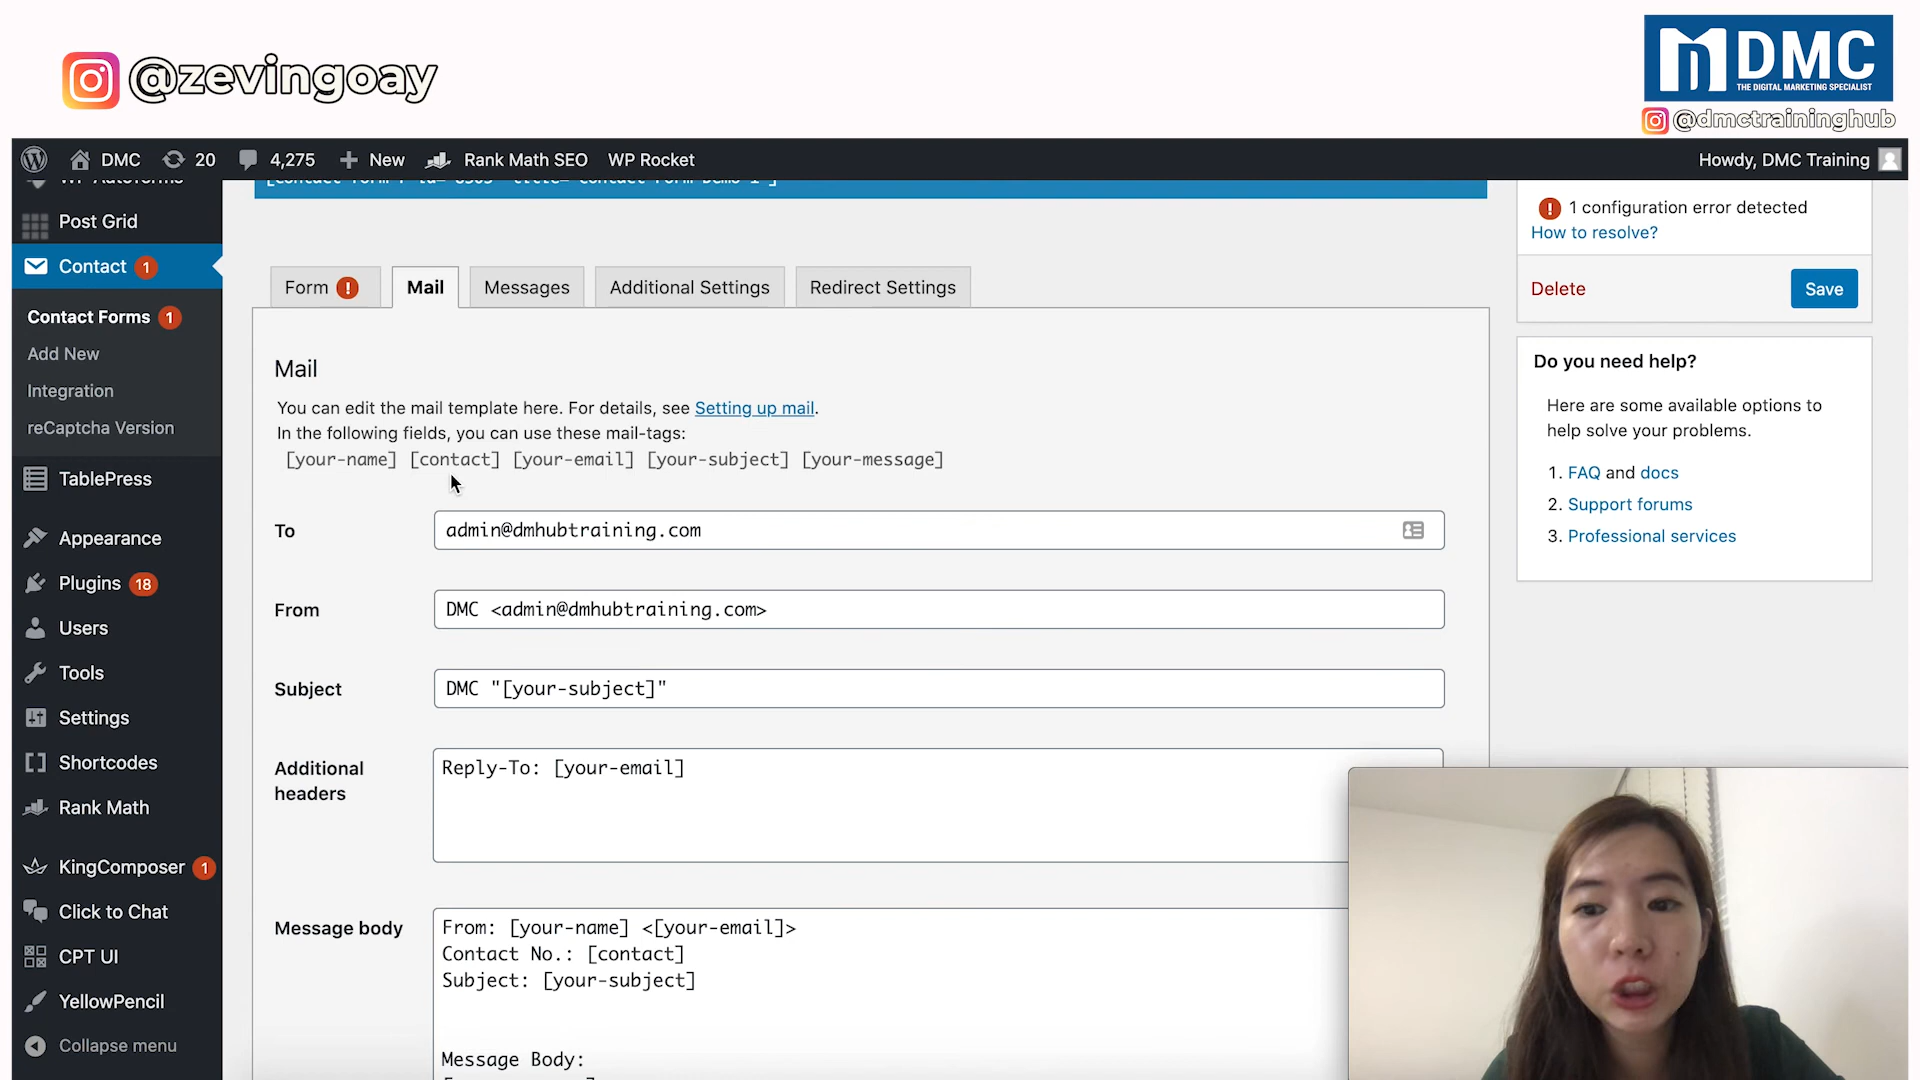 @zevingoay
DMC
THE DIGITAL MARKETING SPECIALIST
@dmctraininghub
DMC 20 4,275 New Rank Math SEO WP Rocket Howdy, DMC Training
Post Grid
Contact 1
Contact Forms 1
Add New
Integration
reCaptcha Version
TablePress
Appearance
Plugins 18
Users
Tools
Settings
Shortcodes
Rank Math
KingComposer 1
Click to Chat
CPT UI
YellowPencil
Collapse menu
Form ! Mail Messages Additional Settings Redirect Settings
Mail
You can edit the mail template here. For details, see Setting up mail.
In the following fields, you can use these mail-tags:
[your-name] [contact] [your-email] [your-subject] [your-message]
To admin@dmhubtraining.com
From DMC <admin@dmhubtraining.com>
Subject DMC "[your-subject]"
Additional headers
Reply-To: [your-email]
Message body
From: [your-name] <[your-email]>
Contact No.: [contact]
Subject: [your-subject]
Message Body:
! 1 configuration error detected
How to resolve?
Delete Save
Do you need help?
Here are some available options to
help solve your problems.
1. FAQ and docs
2. Support forums
3. Professional services